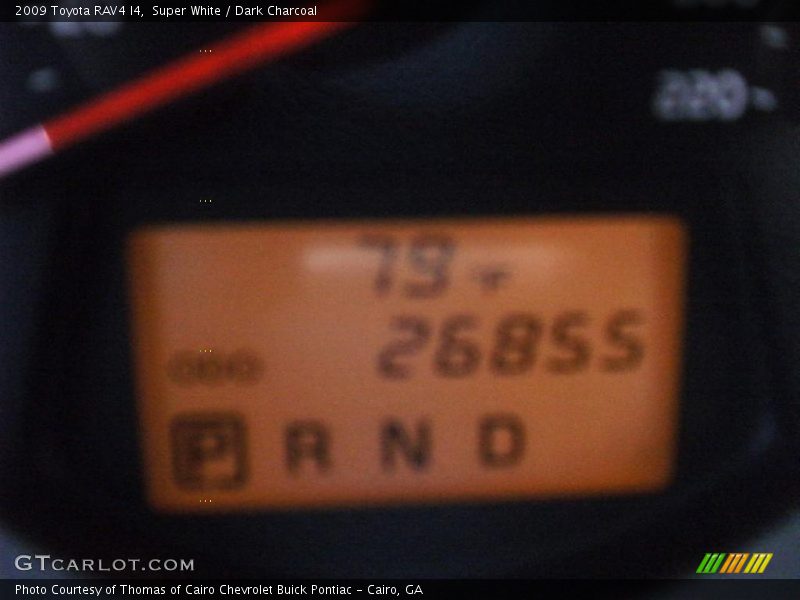 2009 Toyota RAV4 I4,  Super White / Dark Charcoal
220
79 °F
26855
ODO
P R N D
GTCARLOT.COM
Photo Courtesy of Thomas of Cairo Chevrolet Buick Pontiac - Cairo, GA